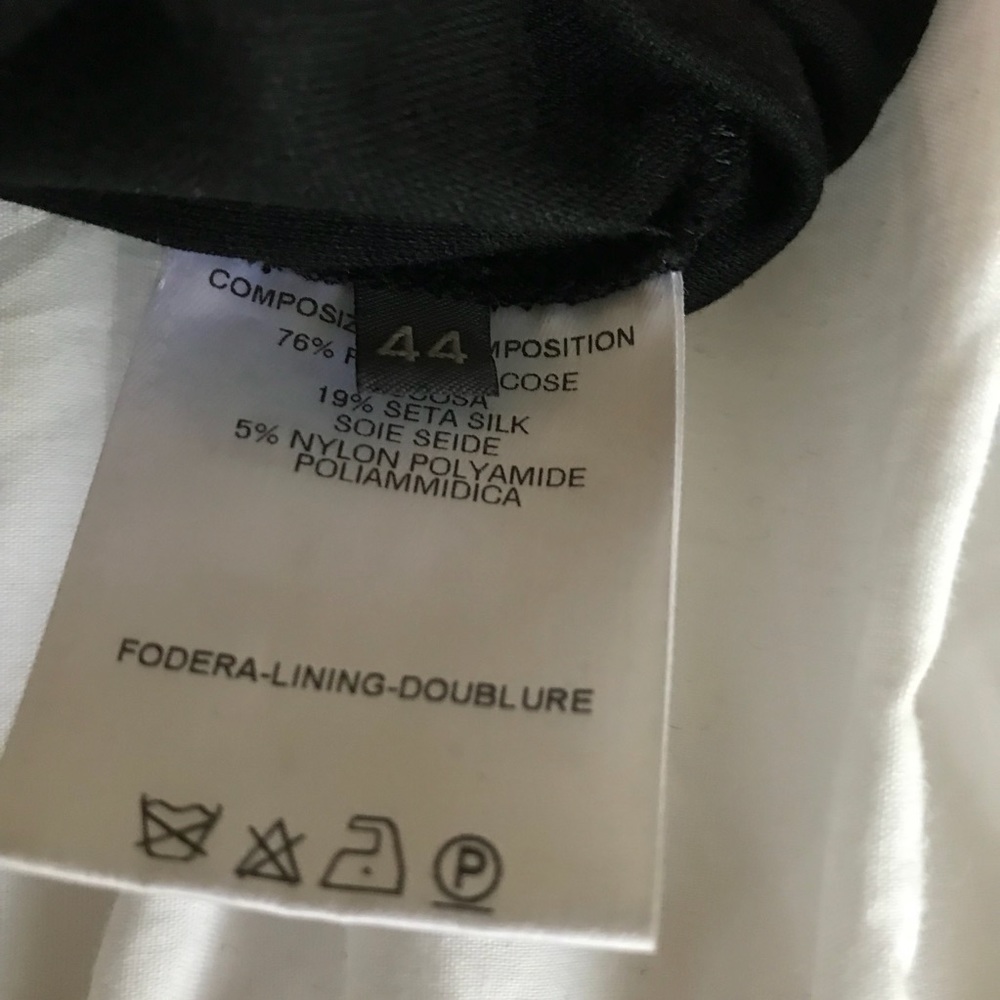 44
COMPOSIZ MPOSITION
76% COSE
19% SETA SILK
SOIE SEIDE
5% NYLON POLYAMIDE
POLIAMMIDICA
FODERA-LINING-DOUBLURE
P